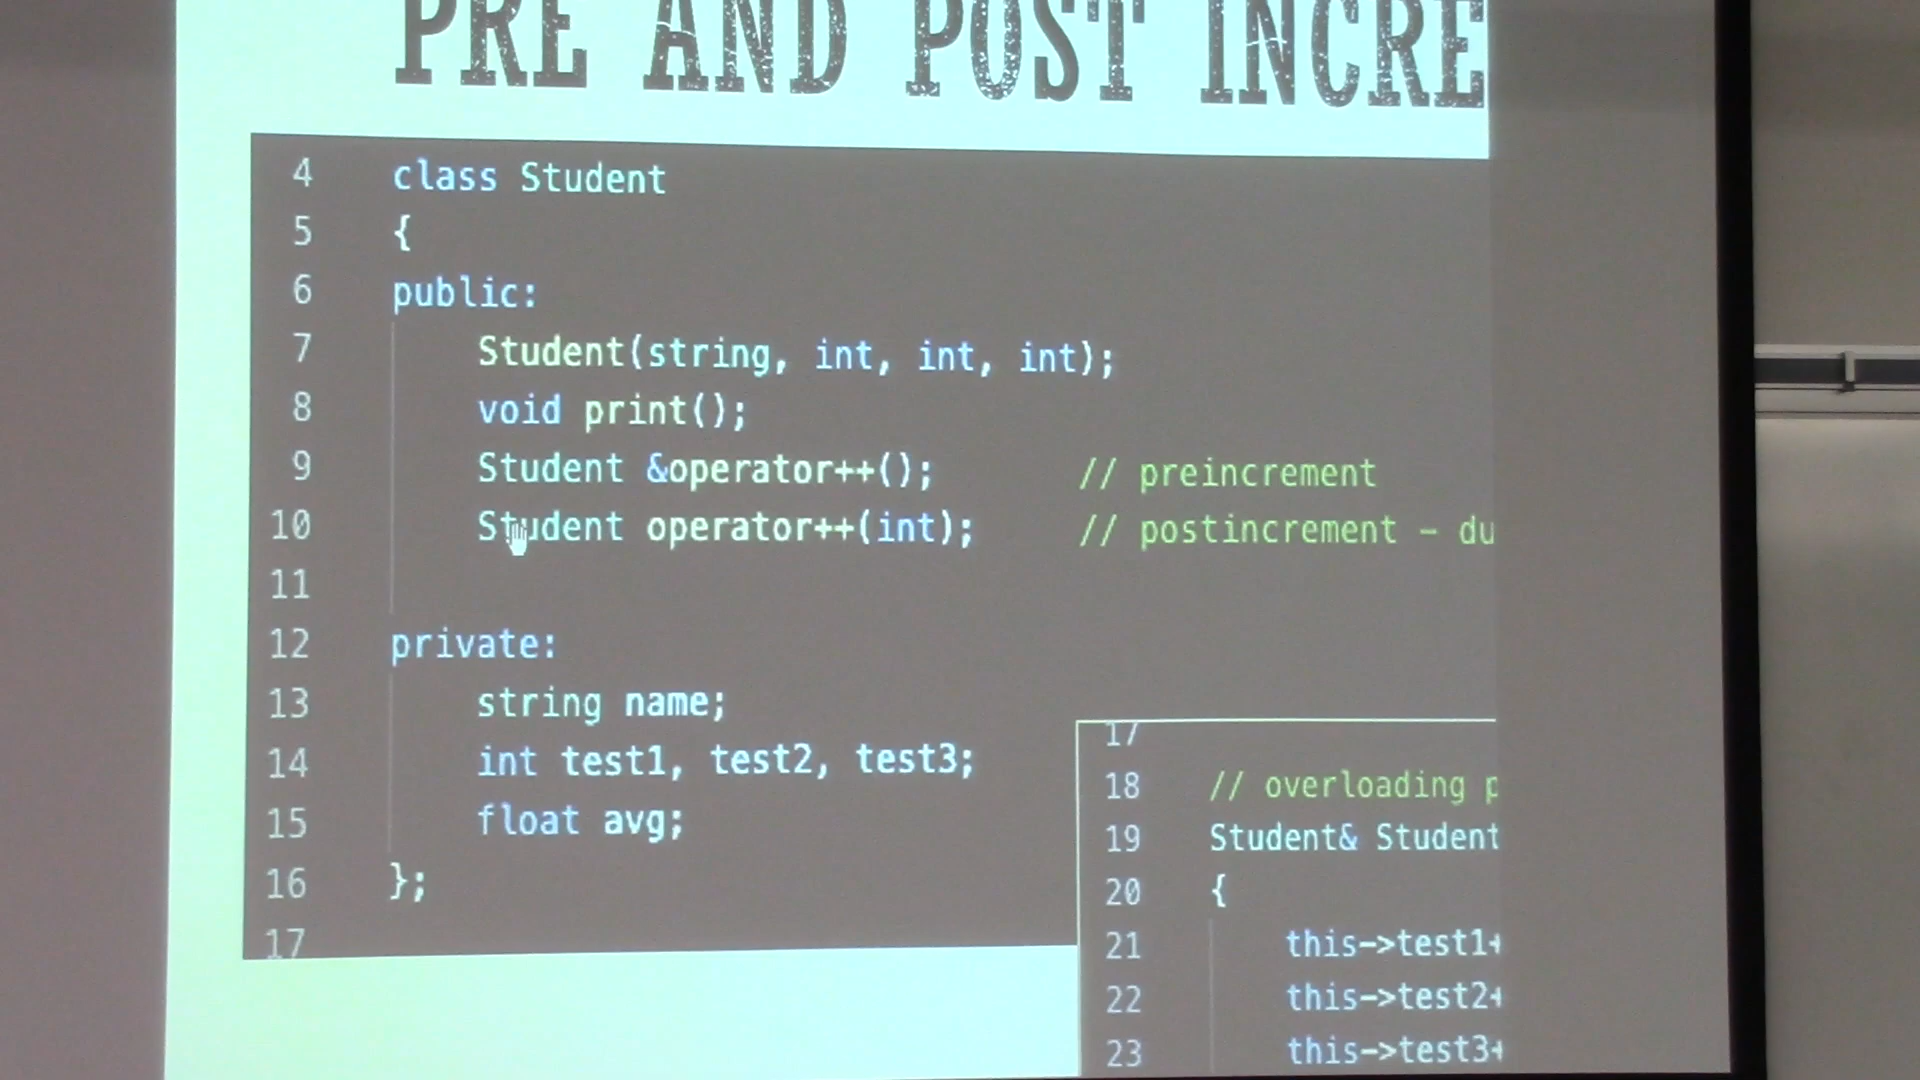 PRE AND POST INCRE
4 class Student
5 {
6 public:
7 Student(string, int, int, int);
8 void print();
9 Student &operator++(); // preincrement
10 Student operator++(int); // postincrement – du
11
12 private:
13 string name;
14 int test1, test2, test3;
15 float avg;
16 };
17
17
18 // overloading p
19 Student& Student
20 {
21 this->test1+
22 this->test2+
23 this->test3+